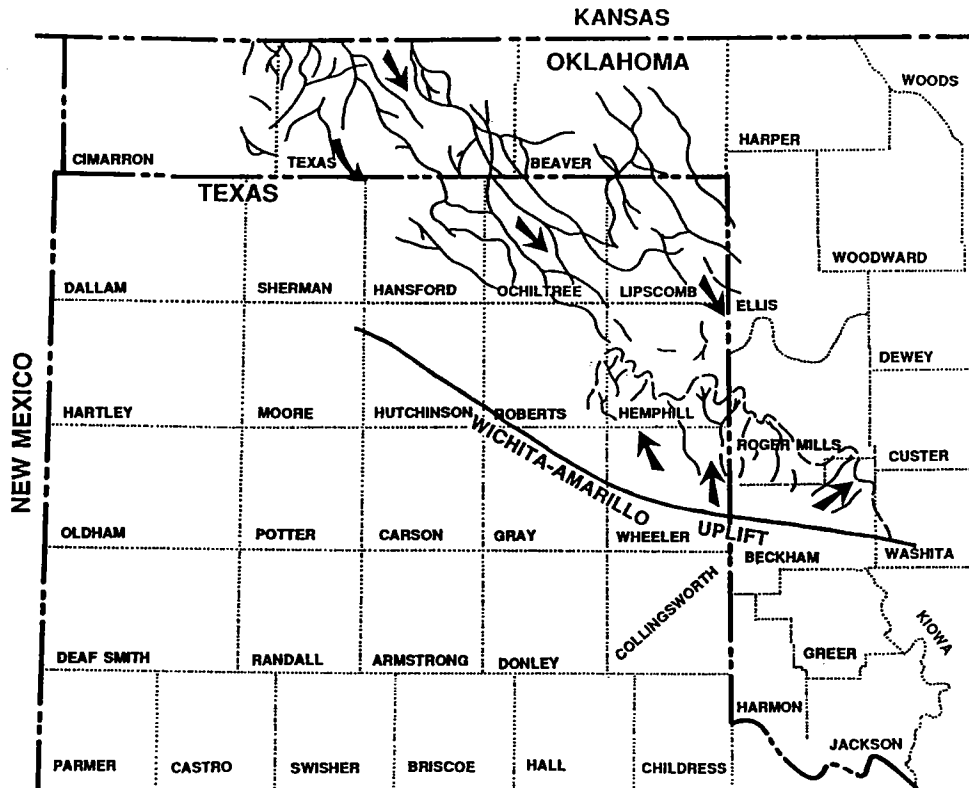 KANSAS
OKLAHOMA
WOODS
HARPER
CIMARRON
TEXAS
BEAVER
TEXAS
WOODWARD
DALLAM
SHERMAN
HANSFORD
OCHILTREE
LIPSCOMB
ELLIS
DEWEY
NEW MEXICO
HARTLEY
MOORE
HUTCHINSON
ROBERTS
HEMPHILL
ROGER MILLS
CUSTER
WICHITA-AMARILLO UPLIFT
OLDHAM
POTTER
CARSON
GRAY
WHEELER
BECKHAM
WASHITA
COLLINGSWORTH
KIOWA
DEAF SMITH
RANDALL
ARMSTRONG
DONLEY
GREER
HARMON
JACKSON
PARMER
CASTRO
SWISHER
BRISCOE
HALL
CHILDRESS